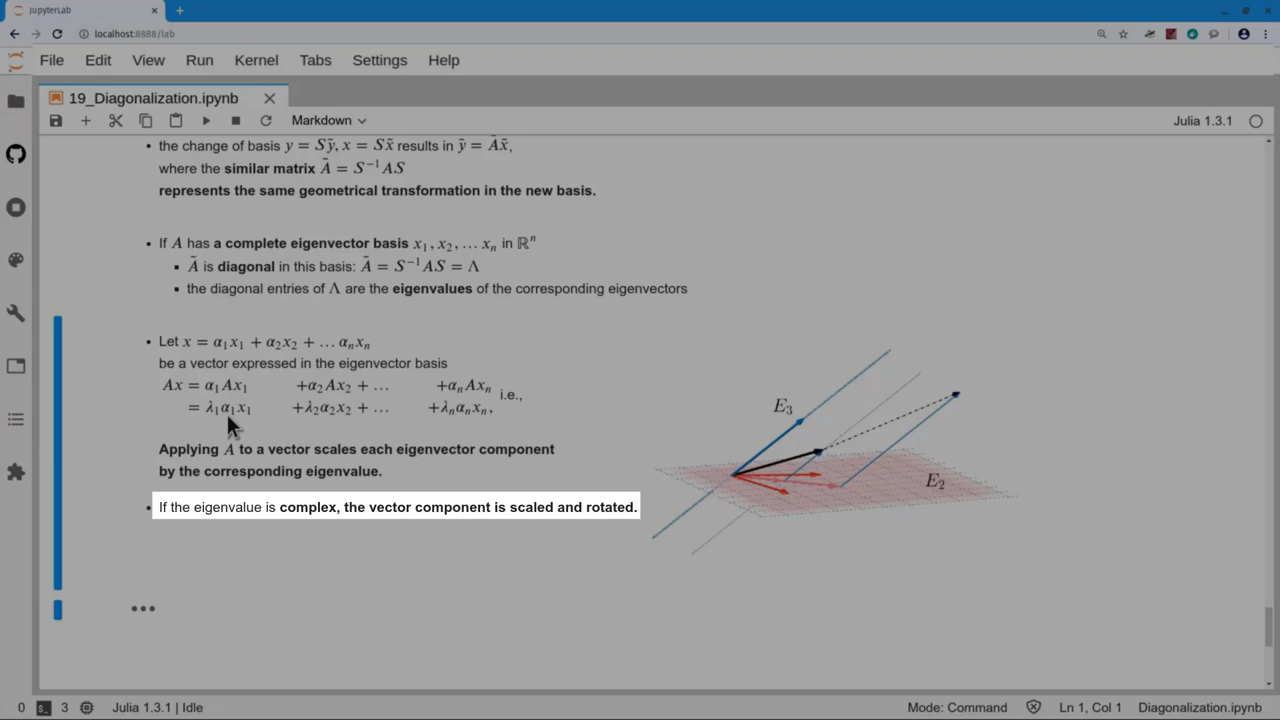 JupyterLab
localhost:8888/lab
File Edit View Run Kernel Tabs Settings Help
19_Diagonalization.ipynb
Markdown
Julia 1.3.1
• the change of basis y = Sỹ, x = Sx̃ results in ỹ = Ãx̃,
where the similar matrix Ã = S⁻¹AS
represents the same geometrical transformation in the new basis.
• If A has a complete eigenvector basis x₁, x₂, … xₙ in ℝⁿ
▪ Ã is diagonal in this basis: Ã = S⁻¹AS = Λ
▪ the diagonal entries of Λ are the eigenvalues of the corresponding eigenvectors
• Let x = α₁x₁ + α₂x₂ + … αₙxₙ
be a vector expressed in the eigenvector basis
Ax = α₁Ax₁ +α₂Ax₂ + … +αₙAxₙ i.e.,
= λ₁α₁x₁ +λ₂α₂x₂ + … +λₙαₙxₙ,
Applying A to a vector scales each eigenvector component
by the corresponding eigenvalue.
• If the eigenvalue is complex, the vector component is scaled and rotated.
E₃
E₂
•••
0 3 Julia 1.3.1 | Idle Mode: Command Ln 1, Col 1 Diagonalization.ipynb